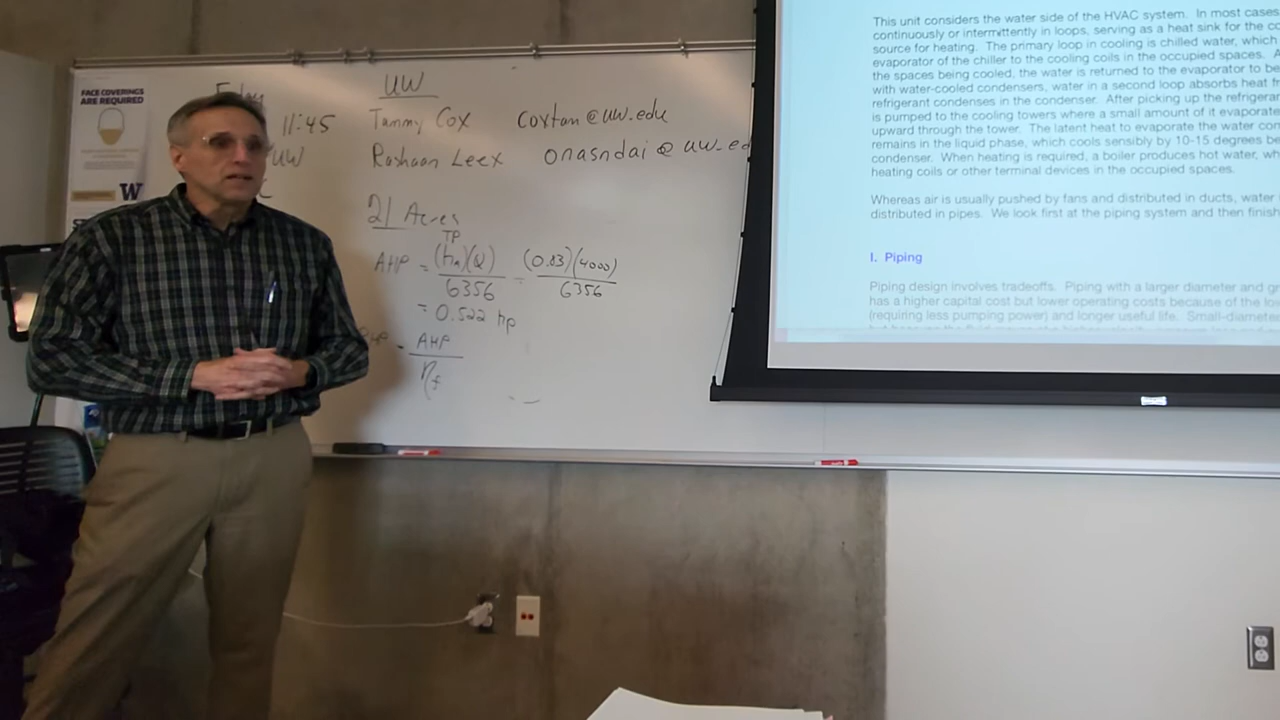 FACE COVERINGS
ARE REQUIRED
W
Friday
11:45
UW
UW
Tammy Cox coxtam@uw.edu
Rashaan Leex onasndai@uw.ed
21 Acres
TP
AHP = (hA)(Q) = (0.83)(4000)
6356 6356
= 0.522 hp
AHP
ηf
This unit considers the water side of the HVAC system. In most cases
continuously or intermittently in loops, serving as a heat sink for the co
source for heating. The primary loop in cooling is chilled water, which
evaporator of the chiller to the cooling coils in the occupied spaces. A
the spaces being cooled, the water is returned to the evaporator to be
with water-cooled condensers, water in a second loop absorbs heat fr
refrigerant condenses in the condenser. After picking up the refrigeran
is pumped to the cooling towers where a small amount of it evaporate
upward through the tower. The latent heat to evaporate the water com
remains in the liquid phase, which cools sensibly by 10-15 degrees be
condenser. When heating is required, a boiler produces hot water, wh
heating coils or other terminal devices in the occupied spaces.
Whereas air is usually pushed by fans and distributed in ducts, water
distributed in pipes. We look first at the piping system and then finish
I. Piping
Piping design involves tradeoffs. Piping with a larger diameter and gr
has a higher capital cost but lower operating costs because of the lo
(requiring less pumping power) and longer useful life. Small-diamete